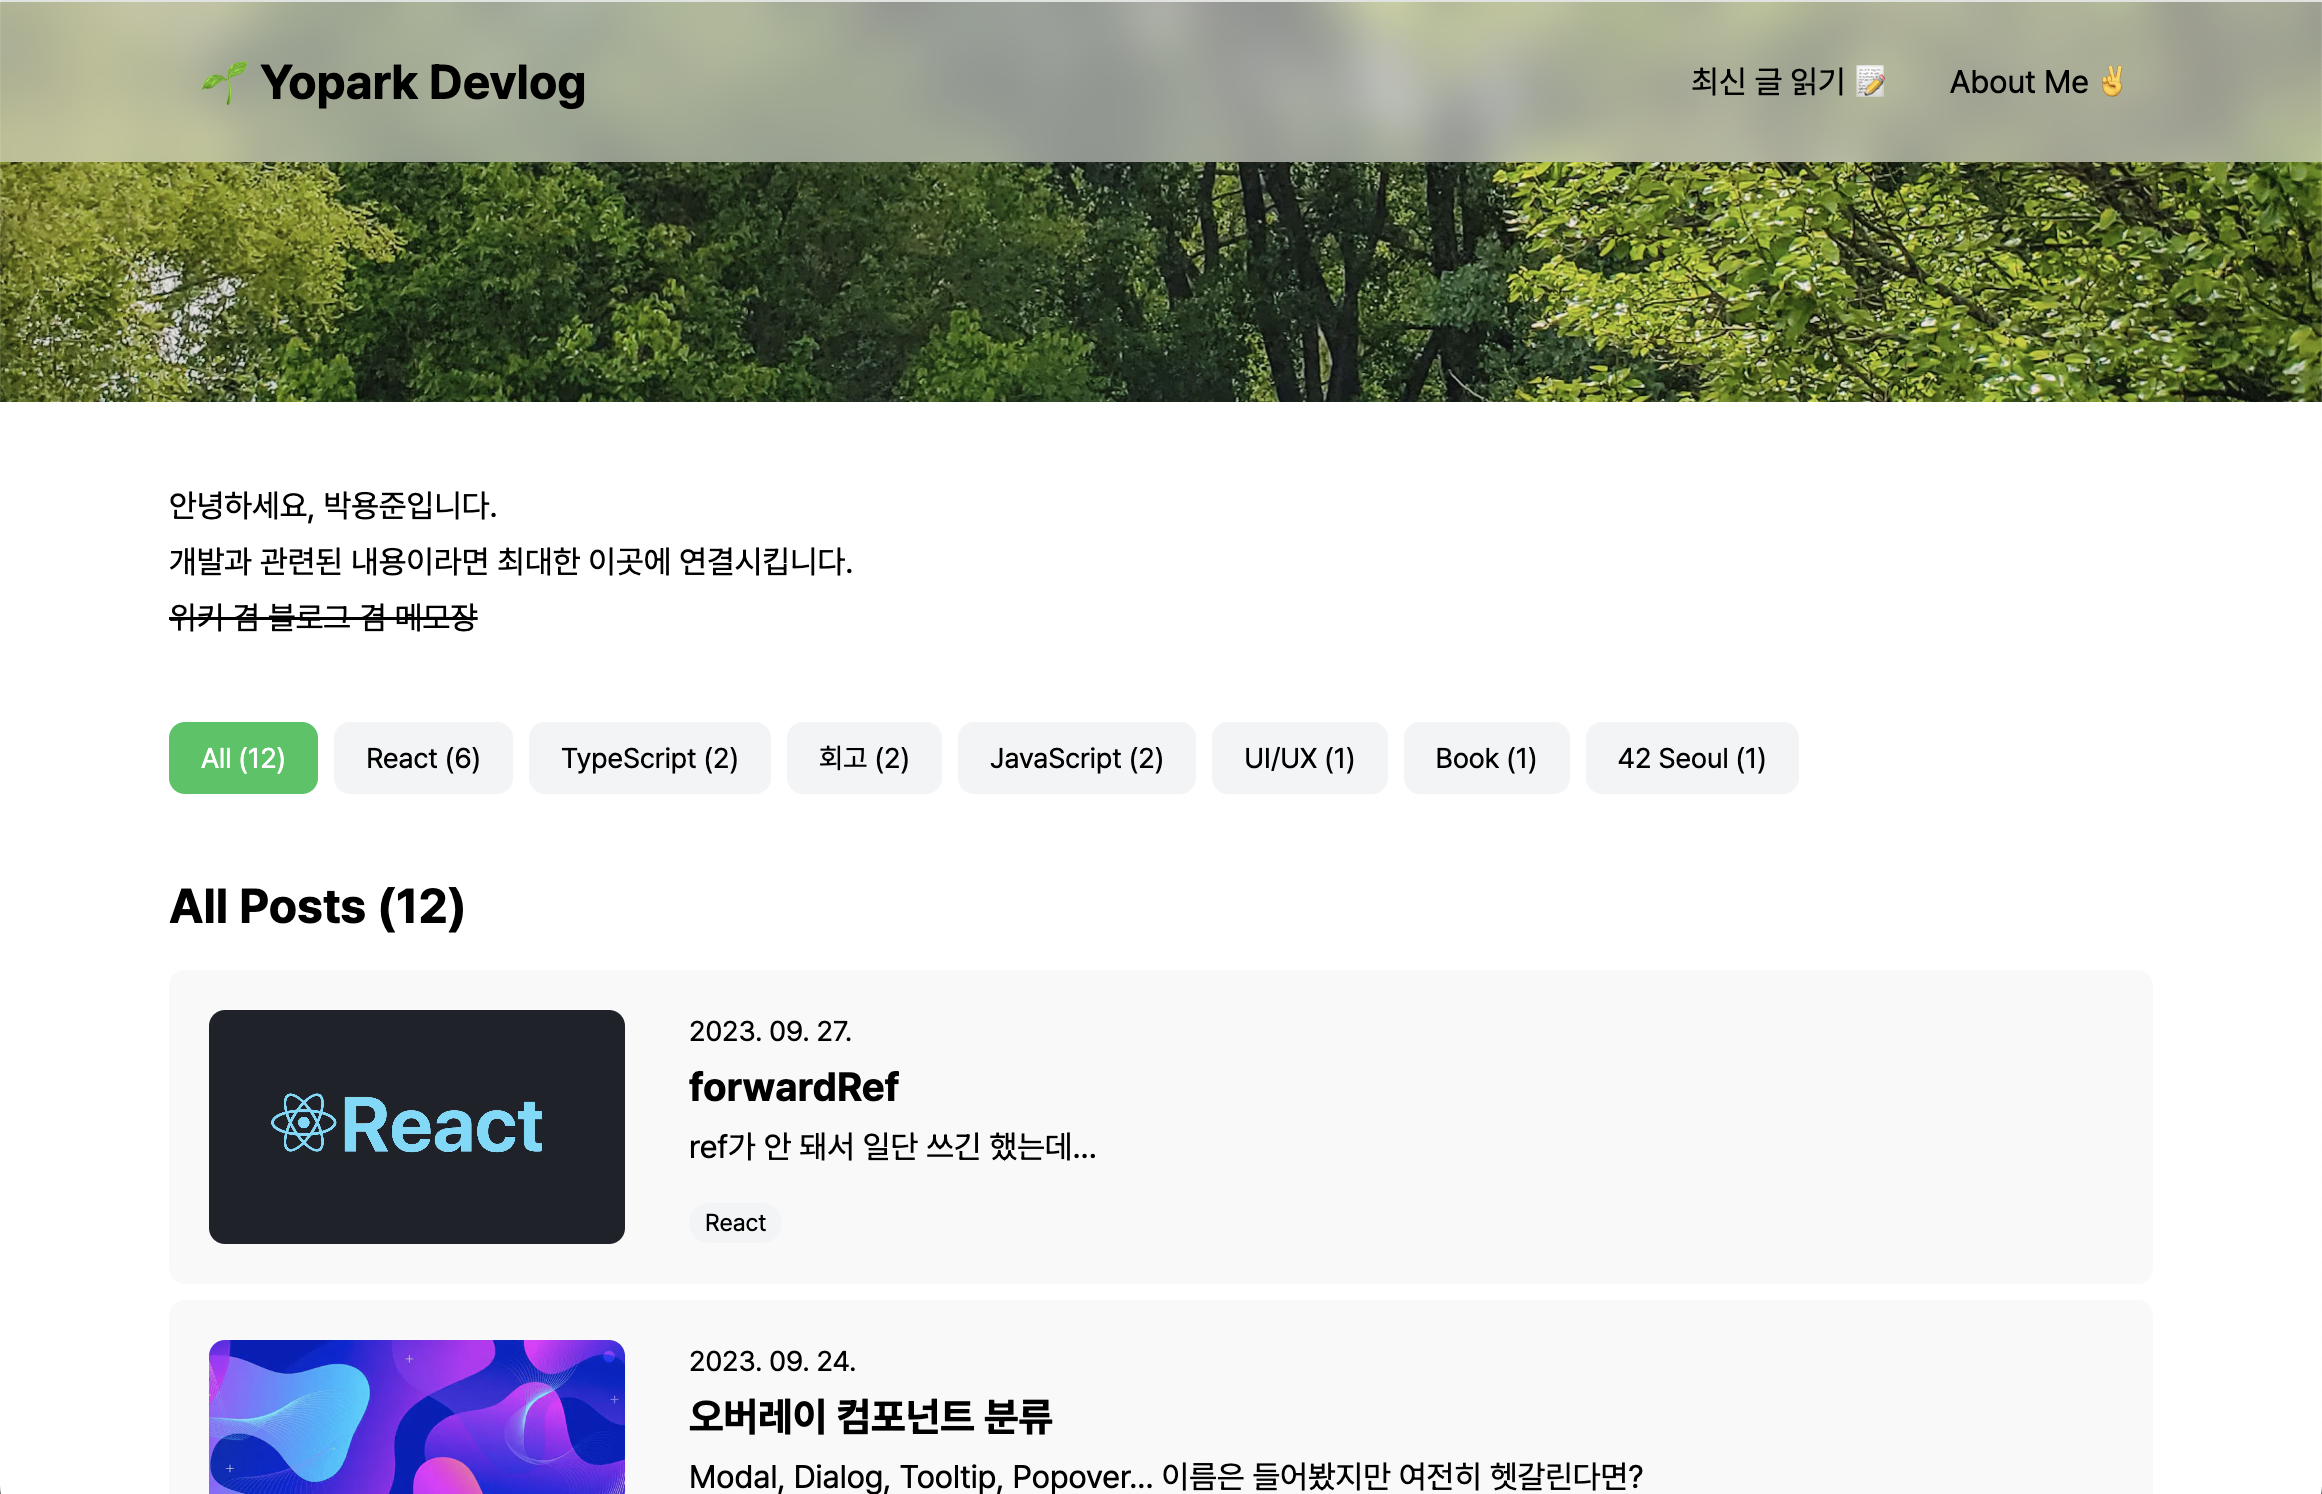 🌱 Yopark Devlog
최신 글 읽기 📝 About Me ✌️
안녕하세요, 박용준입니다.
개발과 관련된 내용이라면 최대한 이곳에 연결시킵니다.
위키 겸 블로그 겸 메모쟝
All (12) React (6) TypeScript (2) 회고 (2) JavaScript (2) UI/UX (1) Book (1) 42 Seoul (1)
All Posts (12)
React
2023. 09. 27.
forwardRef
ref가 안 돼서 일단 쓰긴 했는데...
React
2023. 09. 24.
오버레이 컴포넌트 분류
Modal, Dialog, Tooltip, Popover... 이름은 들어봤지만 여전히 헷갈린다면?